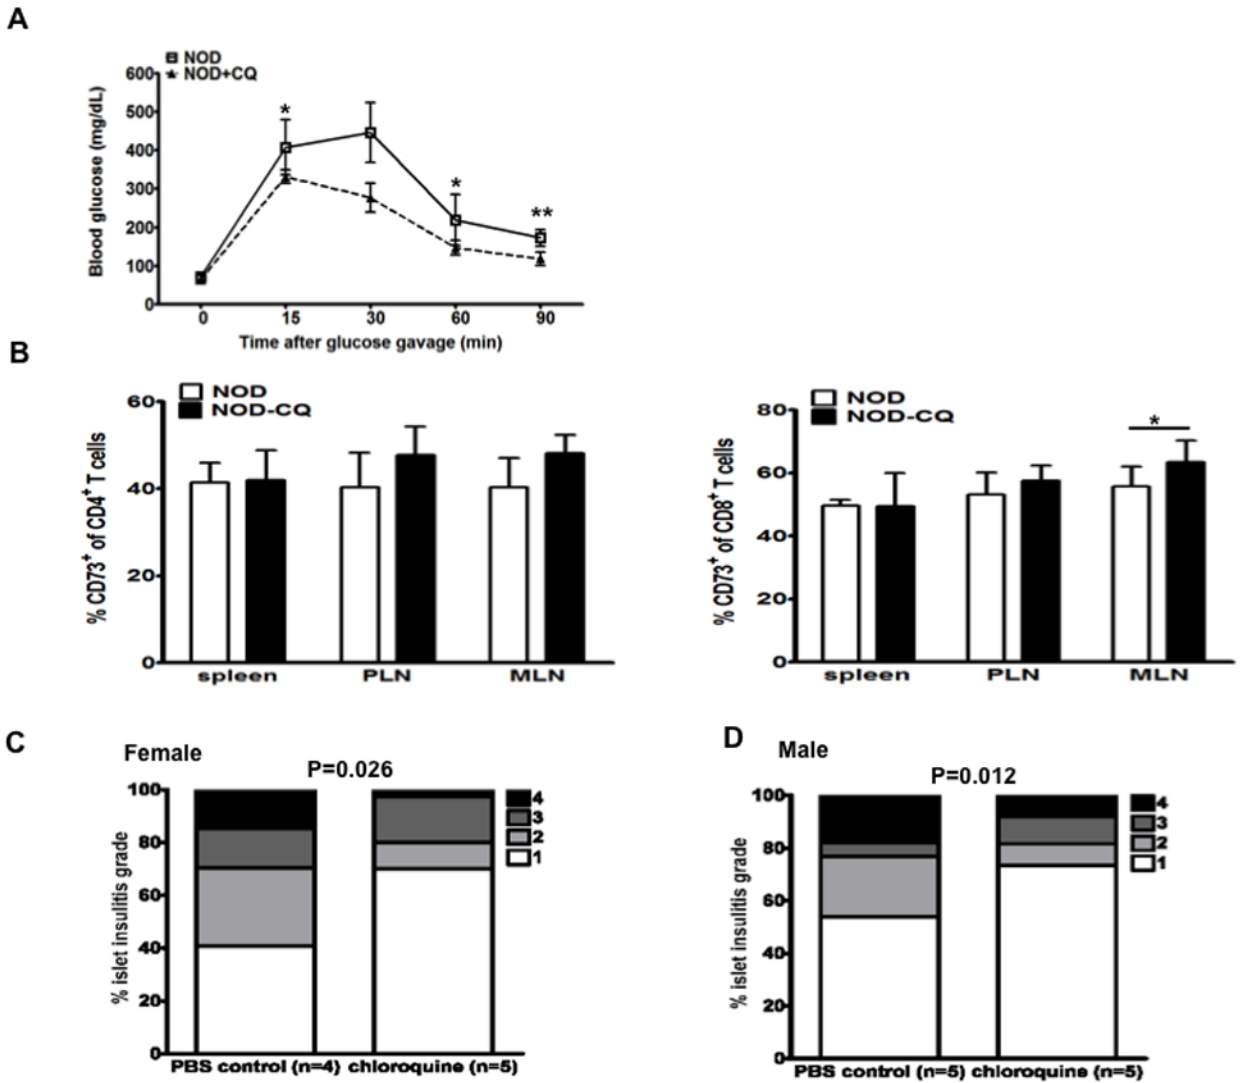 A
NOD
NOD+CQ
Blood glucose (mg/dL)
600
500
400
300
200
100
0
*
*
**
0 15 30 60 90
Time after glucose gavage (min)
B
NOD
NOD-CQ
% CD73+ of CD4+ T cells
60
40
20
0
spleen PLN MLN
NOD
NOD-CQ
% CD73+ of CD8+ T cells
80
60
40
20
0
*
spleen PLN MLN
C
Female
P=0.026
% islet insulitis grade
100
80
60
40
20
0
4
3
2
1
PBS control (n=4) chloroquine (n=5)
D
Male
P=0.012
% islet insulitis grade
100
80
60
40
20
0
4
3
2
1
PBS control (n=5) chloroquine (n=5)